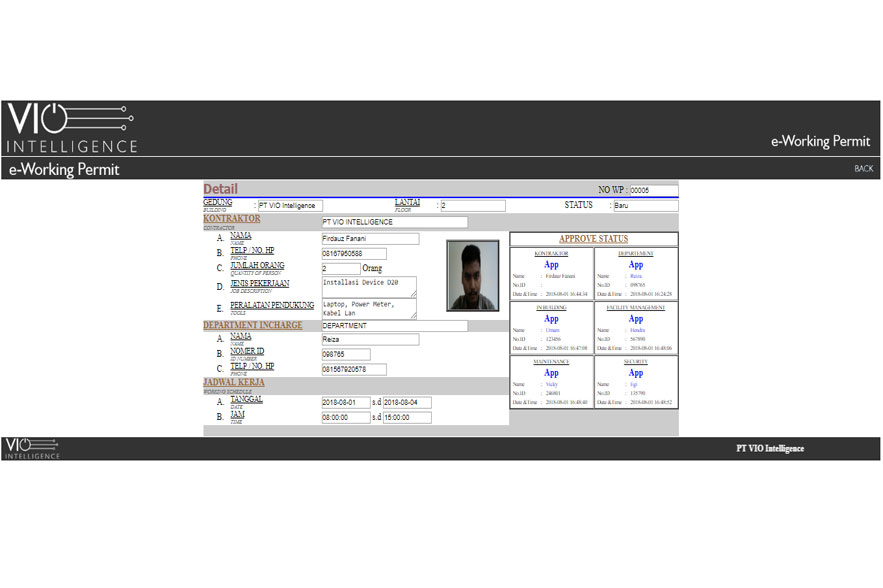 VIO
INTELLIGENCE
e-Working Permit
e-Working Permit
BACK
Detail
NO WP : 00005
GEDUNG : PT VIO Intelligence LANTAI : 2 STATUS : Baru
BUILDING FLOOR
KONTRAKTOR PT VIO INTELLIGENCE
CONTRACTOR
A. NAMA Firdauz Fanani
NAME
B. TELP / NO. HP 08167950588
PHONE
C. JUMLAH ORANG 2 Orang
QUANTITY OF PERSON
D. JENIS PEKERJAAN Installasi Device D20
JOB DESCRIPTION
E. PERALATAN PENDUKUNG Laptop, Power Meter,
TOOLS Kabel Lan
DEPARTMENT INCHARGE DEPARTMENT
A. NAMA Reiza
NAME
B. NOMER ID 098765
ID NUMBER
C. TELP / NO. HP 081567920578
PHONE
JADWAL KERJA
WORKING SCHEDULE
A. TANGGAL 2018-08-01 s.d 2018-08-04
DATE
B. JAM 08:00:00 s.d 15:00:00
TIME
APPROVE STATUS
KONTRAKTOR
App
Name : Firdauz Fanani
No.ID :
Date &Time : 2018-08-01 16:44:34
DEPARTEMENT
App
Name : Reiza
No.ID : 098765
Date &Time : 2018-08-01 16:24:28
IN BUILDING
App
Name : Umam
No.ID : 123456
Date &Time : 2018-08-01 16:47:08
FACILITY MANAGEMENT
App
Name : Hendra
No.ID : 567890
Date &Time : 2018-08-01 16:48:06
MAINTENANCE
App
Name : Vicky
No.ID : 246801
Date &Time : 2018-08-01 16:48:40
SECURITY
App
Name : Egi
No.ID : 135790
Date &Time : 2018-08-01 16:48:52
VIO
INTELLIGENCE
PT VIO Intelligence